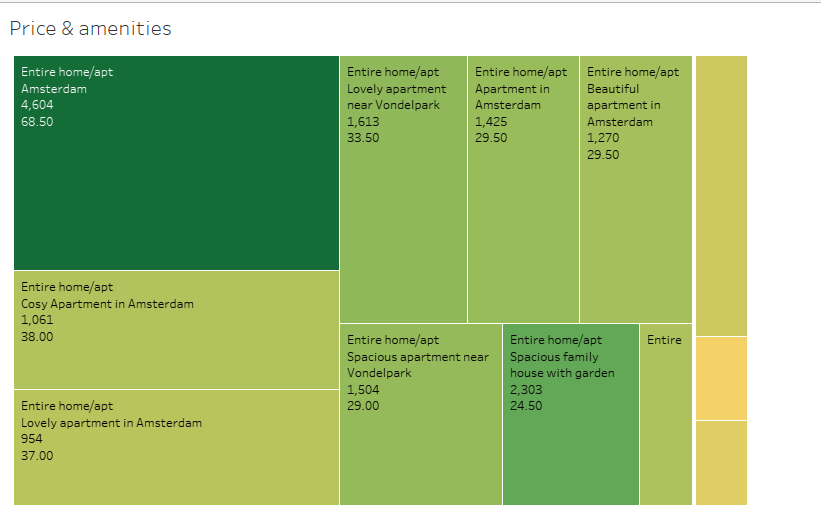 Price & amenities
Entire home/apt
Amsterdam
4,604
68.50
Entire home/apt
Cosy Apartment in Amsterdam
1,061
38.00
Entire home/apt
Lovely apartment in Amsterdam
954
37.00
Entire home/apt
Lovely apartment
near Vondelpark
1,613
33.50
Entire home/apt
Apartment in
Amsterdam
1,425
29.50
Entire home/apt
Beautiful
apartment in
Amsterdam
1,270
29.50
Entire home/apt
Spacious apartment near
Vondelpark
1,504
29.00
Entire home/apt
Spacious family
house with garden
2,303
24.50
Entire